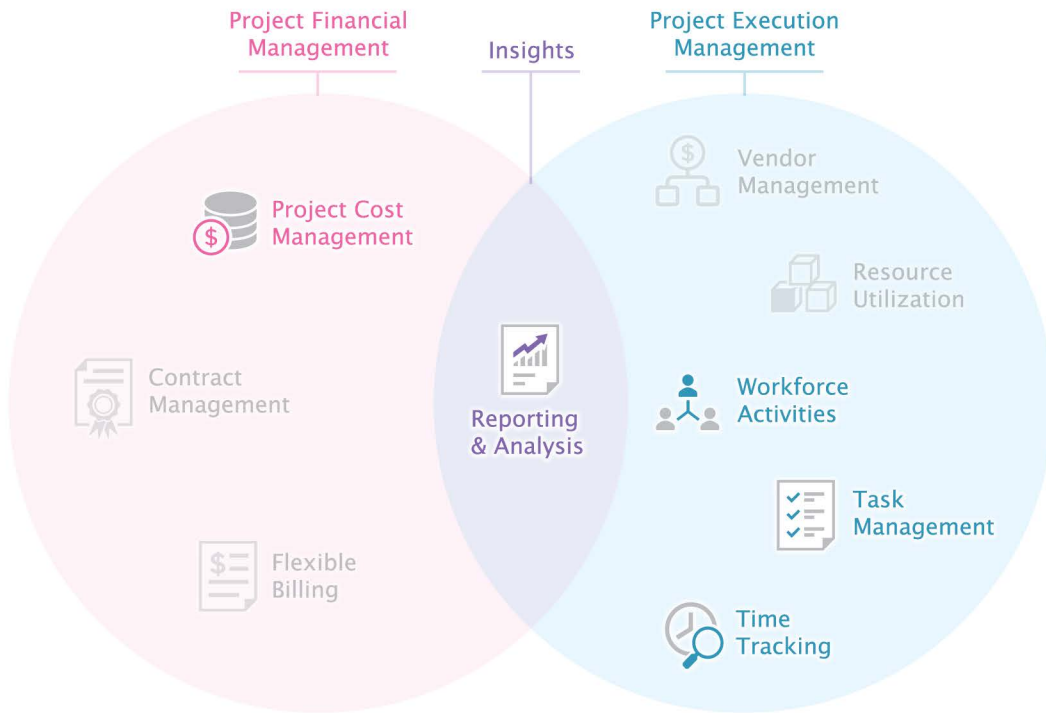 Project Financial
Management
Insights
Project Execution
Management
Project Cost
Management
Contract
Management
Flexible
Billing
Reporting
& Analysis
Vendor
Management
Resource
Utilization
Workforce
Activities
Task
Management
Time
Tracking